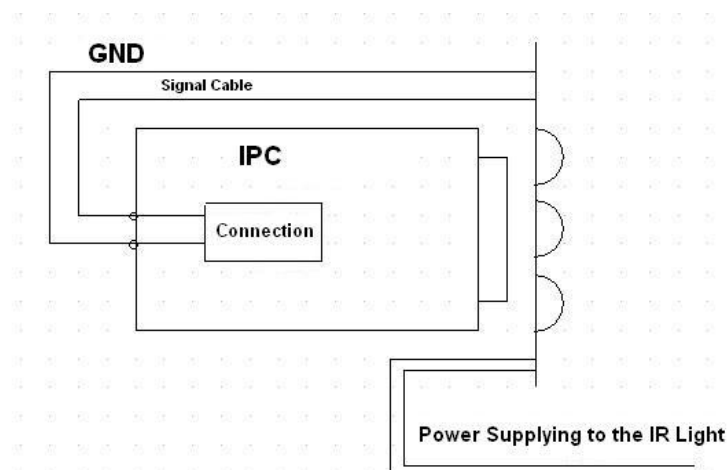 GND
Signal Cable
IPC
Connection
Power Supplying to the IR Light